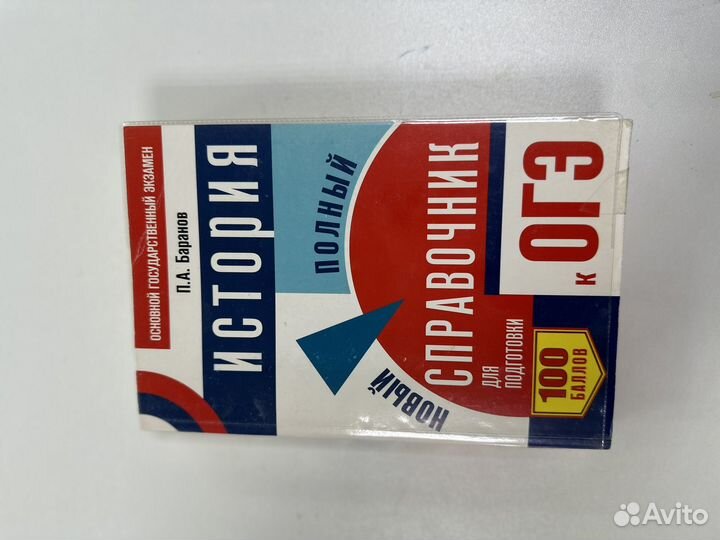 ОСНОВНОЙ ГОСУДАРСТВЕННЫЙ ЭКЗАМЕН
П.А. Баранов
ИСТОРИЯ
НОВЫЙ ПОЛНЫЙ
СПРАВОЧНИК
ДЛЯ
ПОДГОТОВКИ
К ОГЭ
100
БАЛЛОВ
Avito